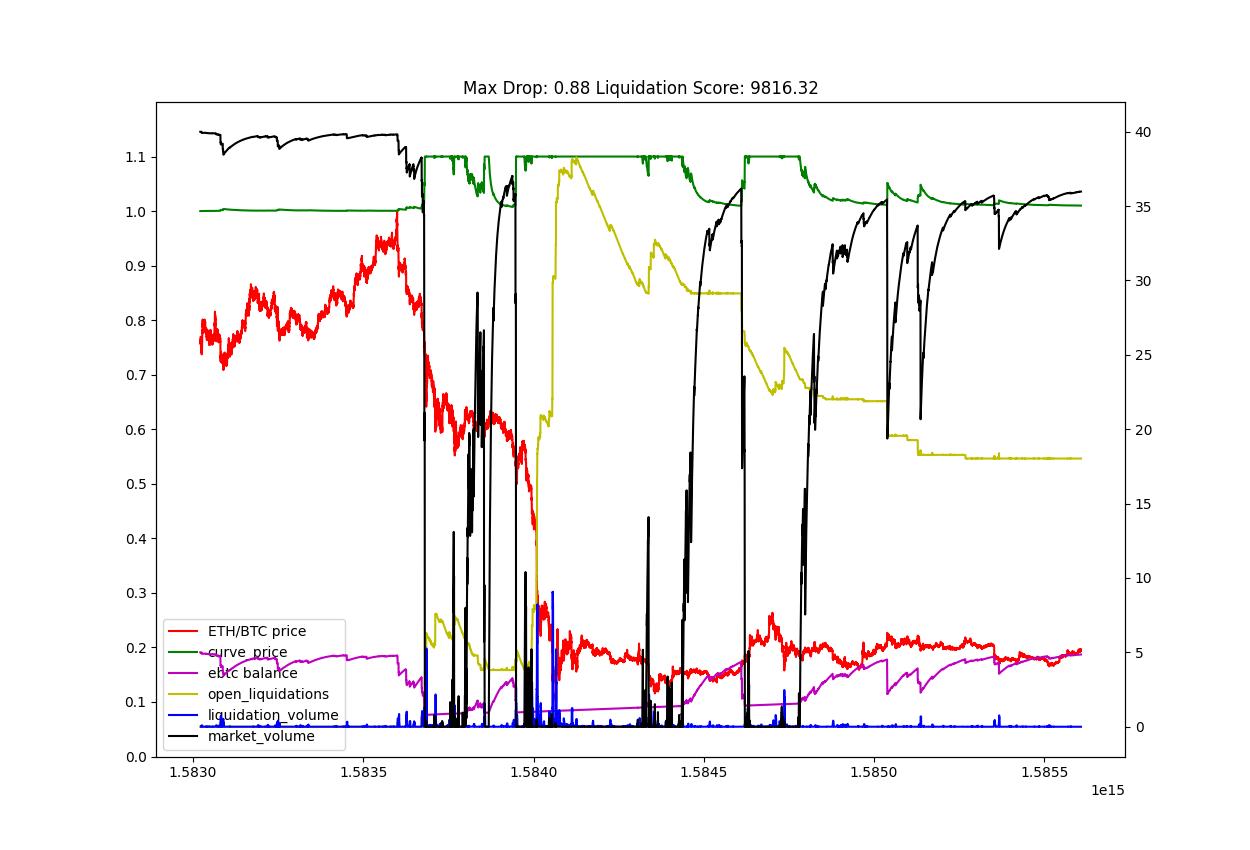 Max Drop: 0.88 Liquidation Score: 9816.32
1.1
1.0
0.9
0.8
0.7
0.6
0.5
0.4
0.3
0.2
0.1
0.0
40
35
30
25
20
15
10
5
0
ETH/BTC price
curve_price
ebtc balance
open_liquidations
liquidation_volume
market_volume
1.5830 1.5835 1.5840 1.5845 1.5850 1.5855
1e15